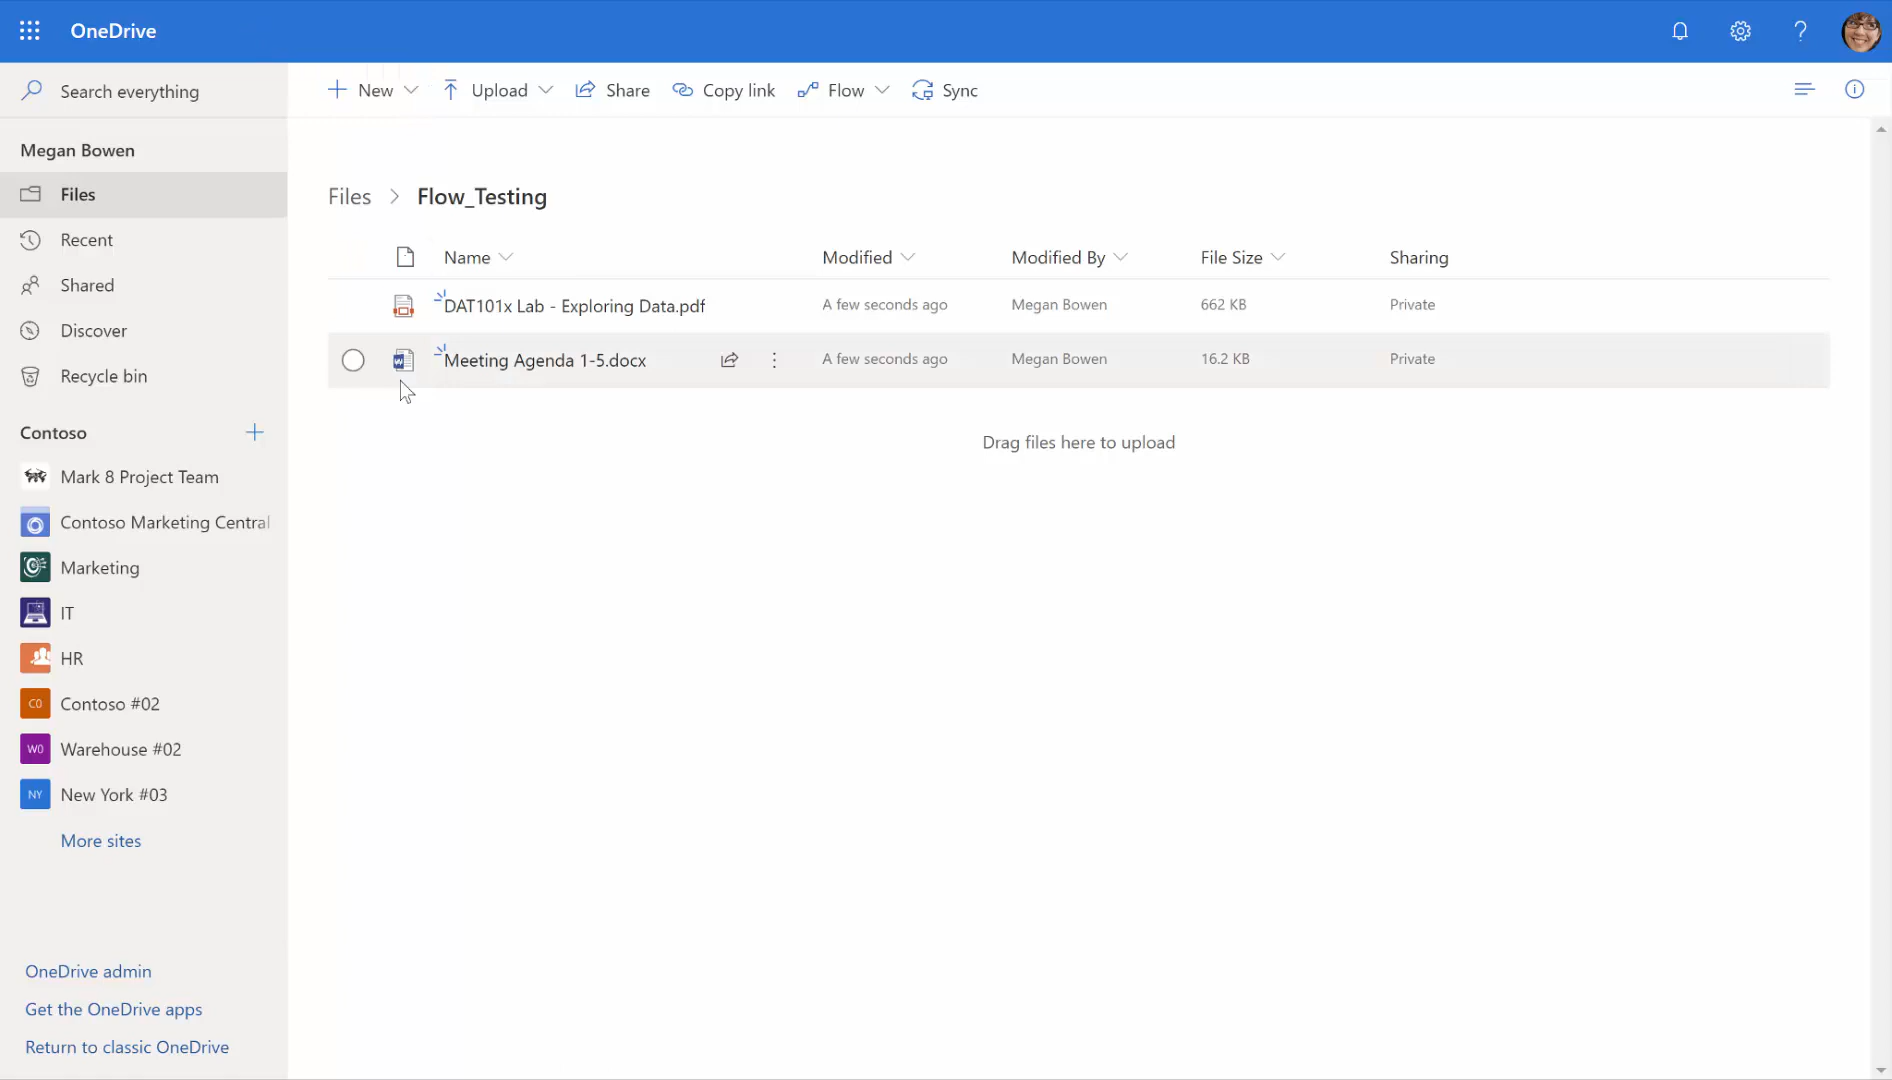 OneDrive
Search everything
New
Upload
Share
Copy link
Flow
Sync
Megan Bowen
Files
Recent
Shared
Discover
Recycle bin
Contoso
Mark 8 Project Team
Contoso Marketing Central
Marketing
IT
HR
CO Contoso #02
W0 Warehouse #02
NY New York #03
More sites
OneDrive admin
Get the OneDrive apps
Return to classic OneDrive
Files > Flow_Testing
Name Modified Modified By File Size Sharing
DAT101x Lab - Exploring Data.pdf A few seconds ago Megan Bowen 662 KB Private
Meeting Agenda 1-5.docx A few seconds ago Megan Bowen 16.2 KB Private
Drag files here to upload